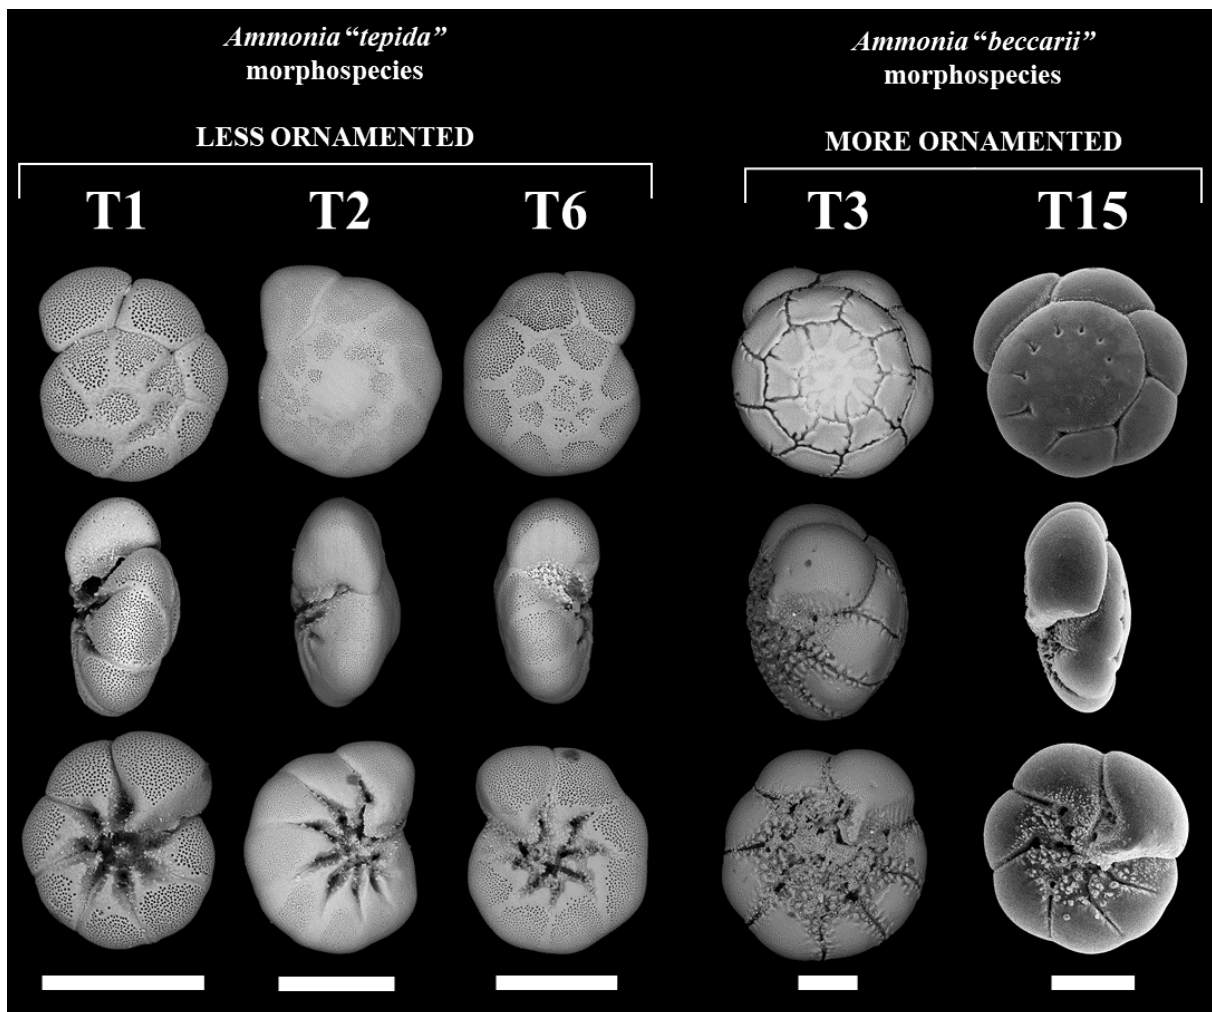 Ammonia “tepida”
morphospecies
LESS ORNAMENTED
T1 T2 T6
Ammonia “beccarii”
morphospecies
MORE ORNAMENTED
T3 T15